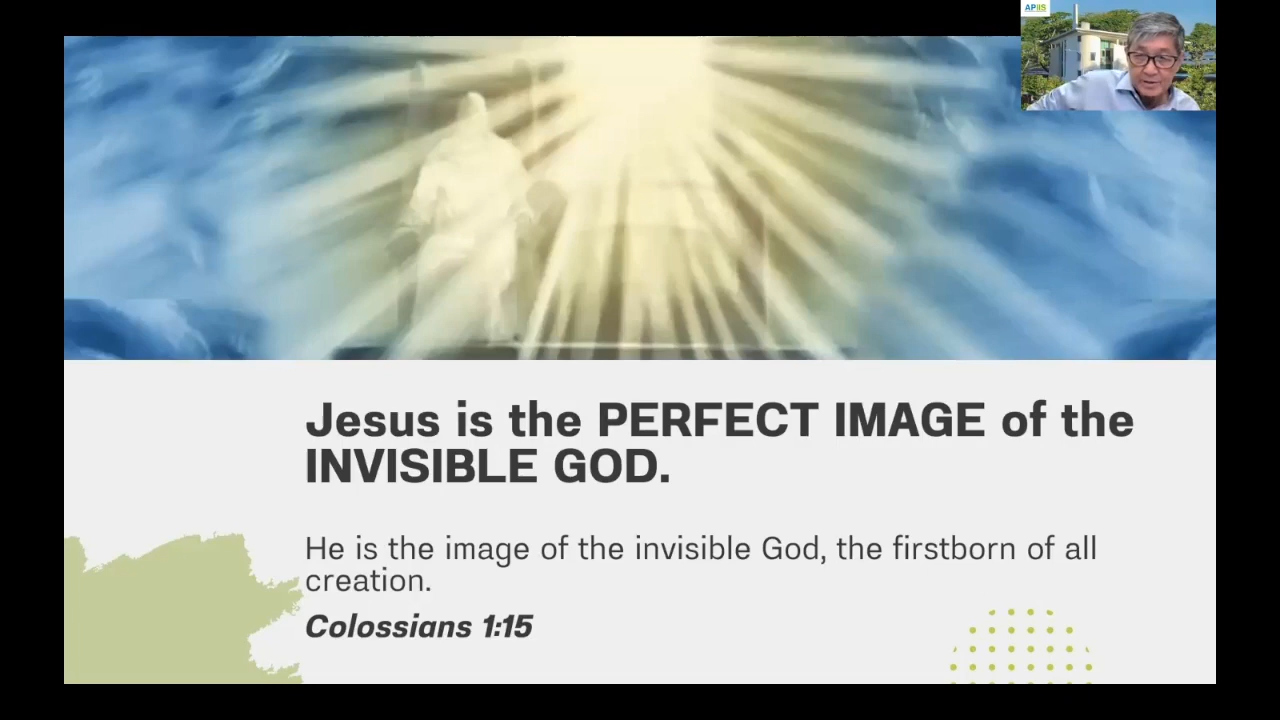 APIIS
Jesus is the PERFECT IMAGE of the
INVISIBLE GOD.
He is the image of the invisible God, the firstborn of all
creation.
Colossians 1:15